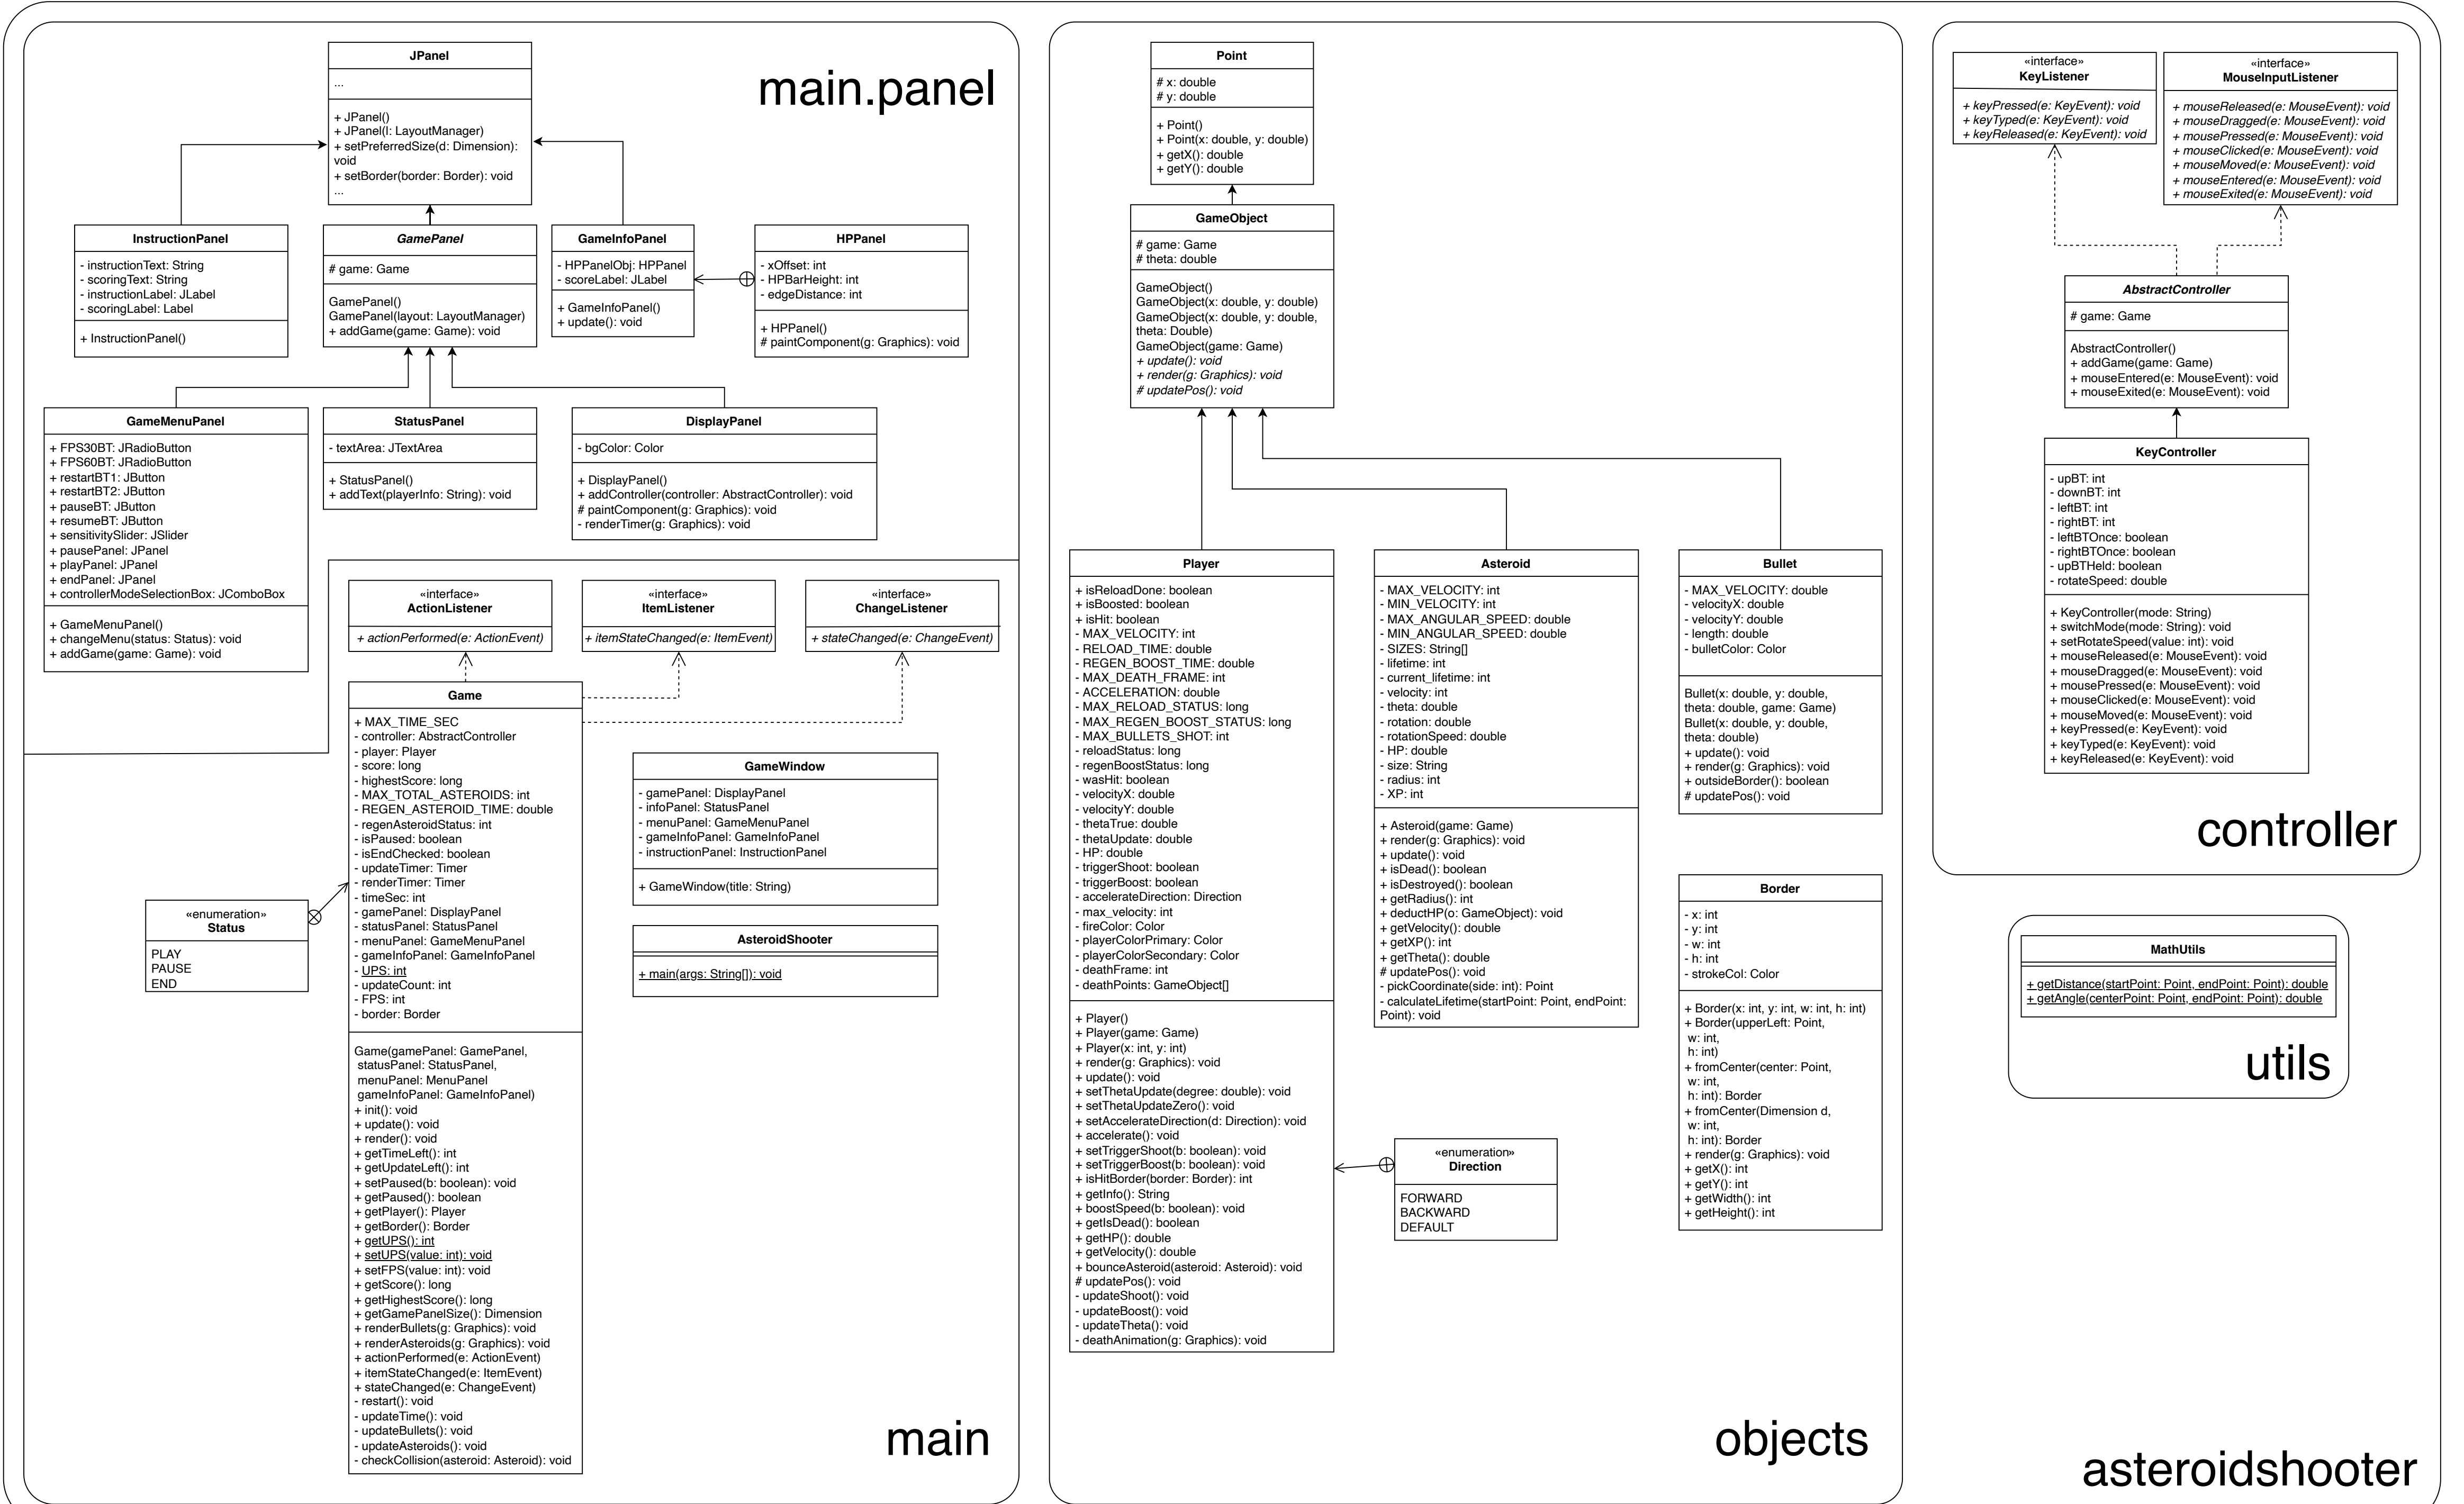 JPanel
...
+ JPanel()
+ JPanel(l: LayoutManager)
+ setPreferredSize(d: Dimension):
void
+ setBorder(border: Border): void
...
main.panel
InstructionPanel
- instructionText: String
- scoringText: String
- instructionLabel: JLabel
- scoringLabel: Label
+ InstructionPanel()
GamePanel
# game: Game
GamePanel()
GamePanel(layout: LayoutManager)
+ addGame(game: Game): void
GameInfoPanel
- HPPanelObj: HPPanel
- scoreLabel: JLabel
+ GameInfoPanel()
+ update(): void
HPPanel
- xOffset: int
- HPBarHeight: int
- edgeDistance: int
+ HPPanel()
# paintComponent(g: Graphics): void
GameMenuPanel
+ FPS30BT: JRadioButton
+ FPS60BT: JRadioButton
+ restartBT1: JButton
+ restartBT2: JButton
+ pauseBT: JButton
+ resumeBT: JButton
+ sensitivitySlider: JSlider
+ pausePanel: JPanel
+ playPanel: JPanel
+ endPanel: JPanel
+ controllerModeSelectionBox: JComboBox
+ GameMenuPanel()
+ changeMenu(status: Status): void
+ addGame(game: Game): void
StatusPanel
- textArea: JTextArea
+ StatusPanel()
+ addText(playerInfo: String): void
DisplayPanel
- bgColor: Color
+ DisplayPanel()
+ addController(controller: AbstractController): void
# paintComponent(g: Graphics): void
- renderTimer(g: Graphics): void
«interface»
ActionListener
+ actionPerformed(e: ActionEvent)
«interface»
ItemListener
+ itemStateChanged(e: ItemEvent)
«interface»
ChangeListener
+ stateChanged(e: ChangeEvent)
Game
+ MAX_TIME_SEC
- controller: AbstractController
- player: Player
- score: long
- highestScore: long
- MAX_TOTAL_ASTEROIDS: int
- REGEN_ASTEROID_TIME: double
- regenAsteroidStatus: int
- isPaused: boolean
- isEndChecked: boolean
- updateTimer: Timer
- renderTimer: Timer
- timeSec: int
- gamePanel: DisplayPanel
- statusPanel: StatusPanel
- menuPanel: GameMenuPanel
- gameInfoPanel: GameInfoPanel
- UPS: int
- updateCount: int
- FPS: int
- border: Border
Game(gamePanel: GamePanel,
statusPanel: StatusPanel,
menuPanel: MenuPanel
gameInfoPanel: GameInfoPanel)
+ init(): void
+ update(): void
+ render(): void
+ getTimeLeft(): int
+ getUpdateLeft(): int
+ setPaused(b: boolean): void
+ getPaused(): boolean
+ getPlayer(): Player
+ getBorder(): Border
+ getUPS(): int
+ setUPS(value: int): void
+ setFPS(value: int): void
+ getScore(): long
+ getHighestScore(): long
+ getGamePanelSize(): Dimension
+ renderBullets(g: Graphics): void
+ renderAsteroids(g: Graphics): void
+ actionPerformed(e: ActionEvent)
+ itemStateChanged(e: ItemEvent)
+ stateChanged(e: ChangeEvent)
- restart(): void
- updateTime(): void
- updateBullets(): void
- updateAsteroids(): void
- checkCollision(asteroid: Asteroid): void
«enumeration»
Status
PLAY
PAUSE
END
GameWindow
- gamePanel: DisplayPanel
- infoPanel: StatusPanel
- menuPanel: GameMenuPanel
- gameInfoPanel: GameInfoPanel
- instructionPanel: InstructionPanel
+ GameWindow(title: String)
AsteroidShooter
+ main(args: String[]): void
main
Point
# x: double
# y: double
+ Point()
+ Point(x: double, y: double)
+ getX(): double
+ getY(): double
GameObject
# game: Game
# theta: double
GameObject()
GameObject(x: double, y: double)
GameObject(x: double, y: double,
theta: Double)
GameObject(game: Game)
+ update(): void
+ render(g: Graphics): void
# updatePos(): void
Player
+ isReloadDone: boolean
+ isBoosted: boolean
+ isHit: boolean
- MAX_VELOCITY: int
- RELOAD_TIME: double
- REGEN_BOOST_TIME: double
- MAX_DEATH_FRAME: int
- ACCELERATION: double
- MAX_RELOAD_STATUS: long
- MAX_REGEN_BOOST_STATUS: long
- MAX_BULLETS_SHOT: int
- reloadStatus: long
- regenBoostStatus: long
- wasHit: boolean
- velocityX: double
- velocityY: double
- thetaTrue: double
- thetaUpdate: double
- HP: double
- triggerShoot: boolean
- triggerBoost: boolean
- accelerateDirection: Direction
- max_velocity: int
- fireColor: Color
- playerColorPrimary: Color
- playerColorSecondary: Color
- deathFrame: int
- deathPoints: GameObject[]
+ Player()
+ Player(game: Game)
+ Player(x: int, y: int)
+ render(g: Graphics): void
+ update(): void
+ setThetaUpdate(degree: double): void
+ setThetaUpdateZero(): void
+ setAccelerateDirection(d: Direction): void
+ accelerate(): void
+ setTriggerShoot(b: boolean): void
+ setTriggerBoost(b: boolean): void
+ isHitBorder(border: Border): int
+ getInfo(): String
+ boostSpeed(b: boolean): void
+ getIsDead(): boolean
+ getHP(): double
+ getVelocity(): double
+ bounceAsteroid(asteroid: Asteroid): void
# updatePos(): void
- updateShoot(): void
- updateBoost(): void
- updateTheta(): void
- deathAnimation(g: Graphics): void
Asteroid
- MAX_VELOCITY: int
- MIN_VELOCITY: int
- MAX_ANGULAR_SPEED: double
- MIN_ANGULAR_SPEED: double
- SIZES: String[]
- lifetime: int
- current_lifetime: int
- velocity: int
- theta: double
- rotation: double
- rotationSpeed: double
- HP: double
- size: String
- radius: int
- XP: int
+ Asteroid(game: Game)
+ render(g: Graphics): void
+ update(): void
+ isDead(): boolean
+ isDestroyed(): boolean
+ getRadius(): int
+ deductHP(o: GameObject): void
+ getVelocity(): double
+ getXP(): int
+ getTheta(): double
# updatePos(): void
- pickCoordinate(side: int): Point
- calculateLifetime(startPoint: Point, endPoint:
Point): void
«enumeration»
Direction
FORWARD
BACKWARD
DEFAULT
Bullet
- MAX_VELOCITY: double
- velocityX: double
- velocityY: double
- length: double
- bulletColor: Color
Bullet(x: double, y: double,
theta: double, game: Game)
Bullet(x: double, y: double,
theta: double)
+ update(): void
+ render(g: Graphics): void
+ outsideBorder(): boolean
# updatePos(): void
Border
- x: int
- y: int
- w: int
- h: int
- strokeCol: Color
+ Border(x: int, y: int, w: int, h: int)
+ Border(upperLeft: Point,
w: int,
h: int)
+ fromCenter(center: Point,
w: int,
h: int): Border
+ fromCenter(Dimension d,
w: int,
h: int): Border
+ render(g: Graphics): void
+ getX(): int
+ getY(): int
+ getWidth(): int
+ getHeight(): int
objects
«interface»
KeyListener
+ keyPressed(e: KeyEvent): void
+ keyTyped(e: KeyEvent): void
+ keyReleased(e: KeyEvent): void
«interface»
MouseInputListener
+ mouseReleased(e: MouseEvent): void
+ mouseDragged(e: MouseEvent): void
+ mousePressed(e: MouseEvent): void
+ mouseClicked(e: MouseEvent): void
+ mouseMoved(e: MouseEvent): void
+ mouseEntered(e: MouseEvent): void
+ mouseExited(e: MouseEvent): void
AbstractController
# game: Game
AbstractController()
+ addGame(game: Game)
+ mouseEntered(e: MouseEvent): void
+ mouseExited(e: MouseEvent): void
KeyController
- upBT: int
- downBT: int
- leftBT: int
- rightBT: int
- leftBTOnce: boolean
- rightBTOnce: boolean
- upBTHeld: boolean
- rotateSpeed: double
+ KeyController(mode: String)
+ switchMode(mode: String): void
+ setRotateSpeed(value: int): void
+ mouseReleased(e: MouseEvent): void
+ mouseDragged(e: MouseEvent): void
+ mousePressed(e: MouseEvent): void
+ mouseClicked(e: MouseEvent): void
+ mouseMoved(e: MouseEvent): void
+ keyPressed(e: KeyEvent): void
+ keyTyped(e: KeyEvent): void
+ keyReleased(e: KeyEvent): void
controller
MathUtils
+ getDistance(startPoint: Point, endPoint: Point): double
+ getAngle(centerPoint: Point, endPoint: Point): double
utils
asteroidshooter